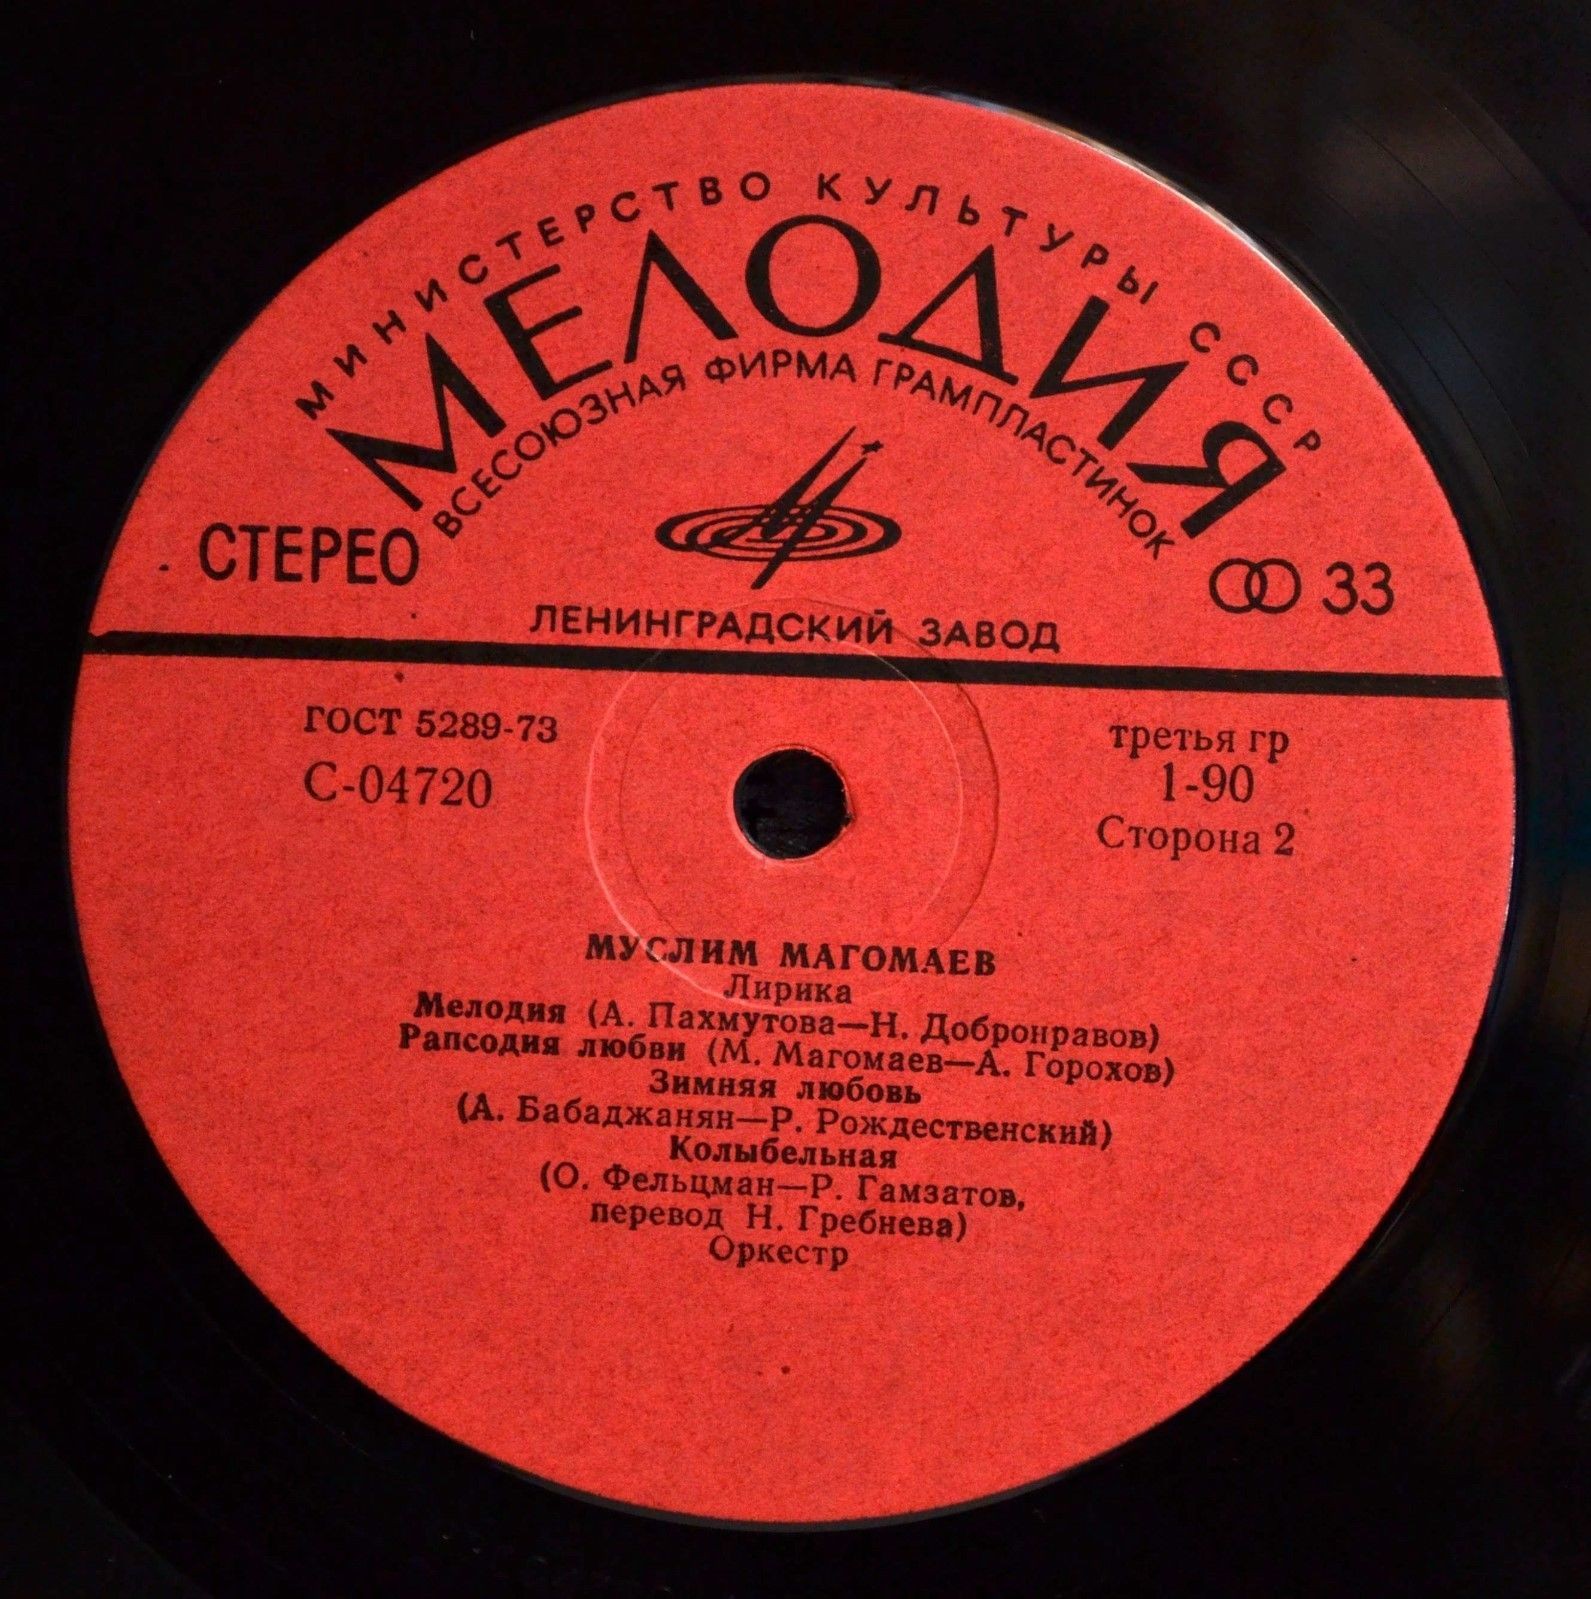 МИНИСТЕРСТВО КУЛЬТУРЫ СССР
МЕЛОДИЯ
ВСЕСОЮЗНАЯ ФИРМА ГРАМПЛАСТИНОК
СТЕРЕО
33
ЛЕНИНГРАДСКИЙ ЗАВОД
ГОСТ 5289-73
С-04720
третья гр
1-90
Сторона 2
МУСЛИМ МАГОМАЕВ
Лирика
Мелодия (А. Пахмутова—Н. Добронравов)
Рапсодия любви (М. Магомаев—А. Горохов)
Зимняя любовь
(А. Бабаджанян—Р. Рождественский)
Колыбельная
(О. Фельцман—Р. Гамзатов,
перевод Н. Гребнева)
Оркестр